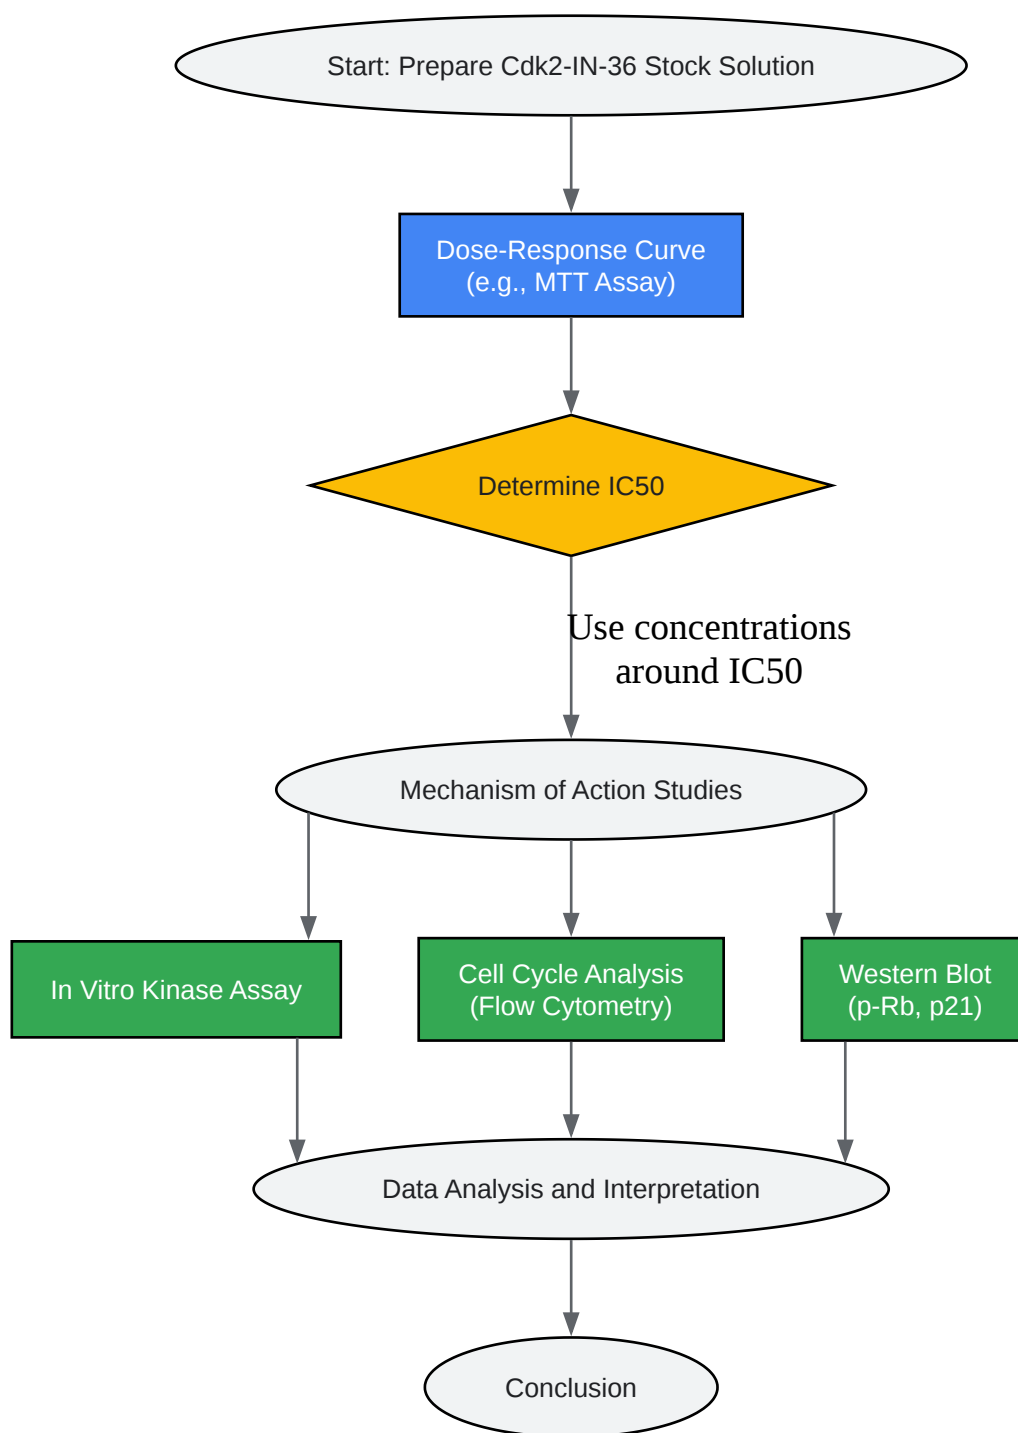 Start: Prepare Cdk2-IN-36 Stock Solution
Dose-Response Curve
(e.g., MTT Assay)
Determine IC50
Use concentrations
around IC50
Mechanism of Action Studies
In Vitro Kinase Assay
Cell Cycle Analysis
(Flow Cytometry)
Western Blot
(p-Rb, p21)
Data Analysis and Interpretation
Conclusion